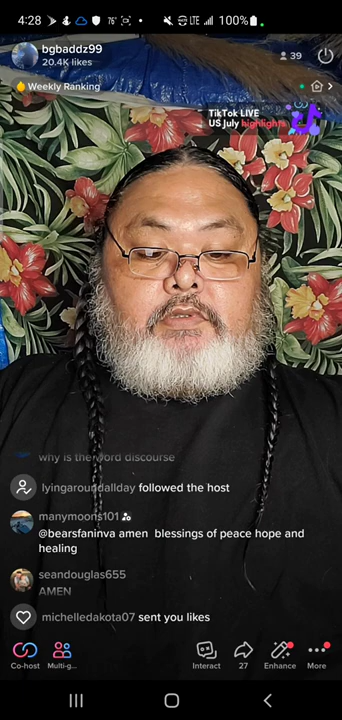 4:28
76°
LTE
100%
bgbaddz99
20.4K likes
39
Weekly Ranking
TikTok LIVE
US July highlights
why is the word discourse
lyingaroundallday followed the host
manymoons101
@bearsfaninva amen blessings of peace hope and
healing
seandouglas655
AMEN
michelledakota07 sent you likes
Co-host
Multi-g...
Interact
27
Enhance
More